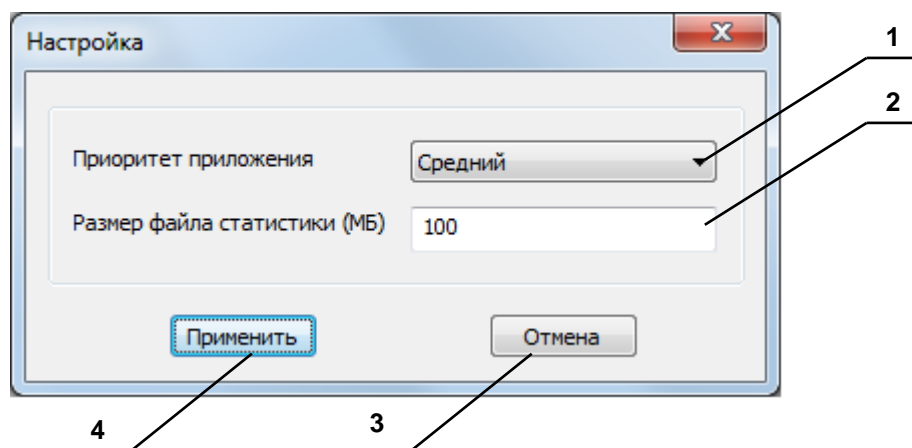 Настройка
1
2
Приоритет приложения Средний
Размер файла статистики (МБ) 100
Применить Отмена
4 3